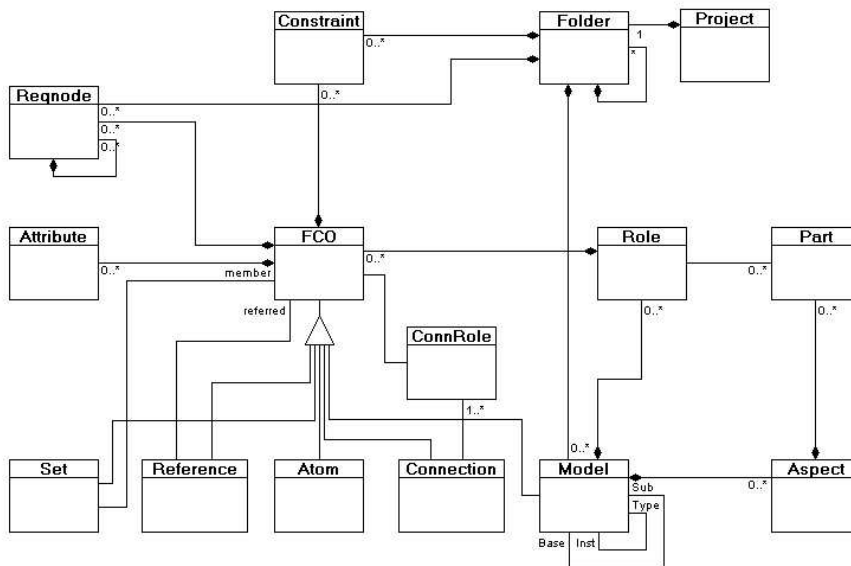 Constraint
Folder
Project
0..*
1
*
0..*
Reqnode
0..*
0..*
0..*
Attribute
FCO
Role
Part
0..*
member
0..*
0..*
referred
0..*
0..*
ConnRole
1..*
0..*
Set
Reference
Atom
Connection
Model
Aspect
Sub
0..*
Type
Base
Inst